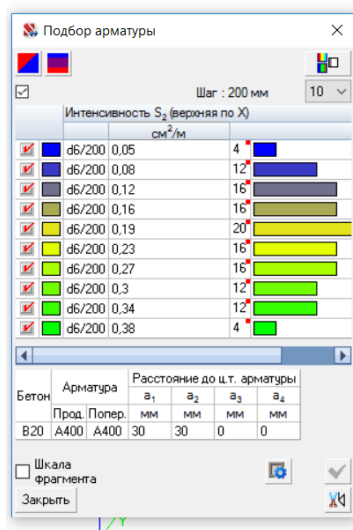 Подбор арматуры
Шаг : 200 мм 10
Интенсивность S2 (верхняя по X)
см2/м
d6/200 0,05 4
d6/200 0,08 12
d6/200 0,12 16
d6/200 0,16 16
d6/200 0,19 20
d6/200 0,23 16
d6/200 0,27 16
d6/200 0,3 12
d6/200 0,34 12
d6/200 0,38 4
Бетон Арматура Расстояние до ц.т. арматуры
a1 a2 a3 a4
Прод. Попер. мм мм мм мм
B20 A400 A400 30 30 0 0
Шкала
фрагмента
Закрыть
Y